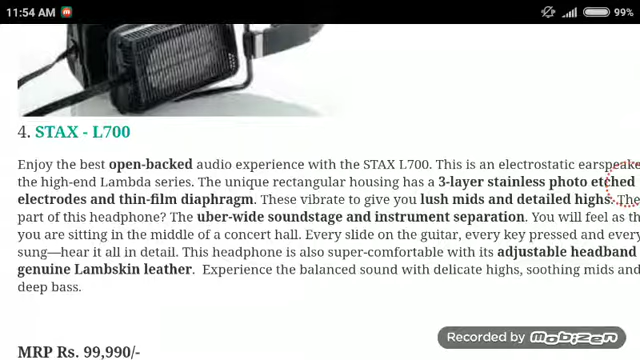 11:54 AM
99%
4. STAX - L700
Enjoy the best open-backed audio experience with the STAX L700. This is an electrostatic earspeake
the high-end Lambda series. The unique rectangular housing has a 3-layer stainless photo etched
electrodes and thin-film diaphragm. These vibrate to give you lush mids and detailed highs. The
part of this headphone? The uber-wide soundstage and instrument separation. You will feel as th
you are sitting in the middle of a concert hall. Every slide on the guitar, every key pressed and every
sung—hear it all in detail. This headphone is also super-comfortable with its adjustable headband
genuine Lambskin leather. Experience the balanced sound with delicate highs, soothing mids and
deep bass.
MRP Rs. 99,990/-
Recorded by mobizen